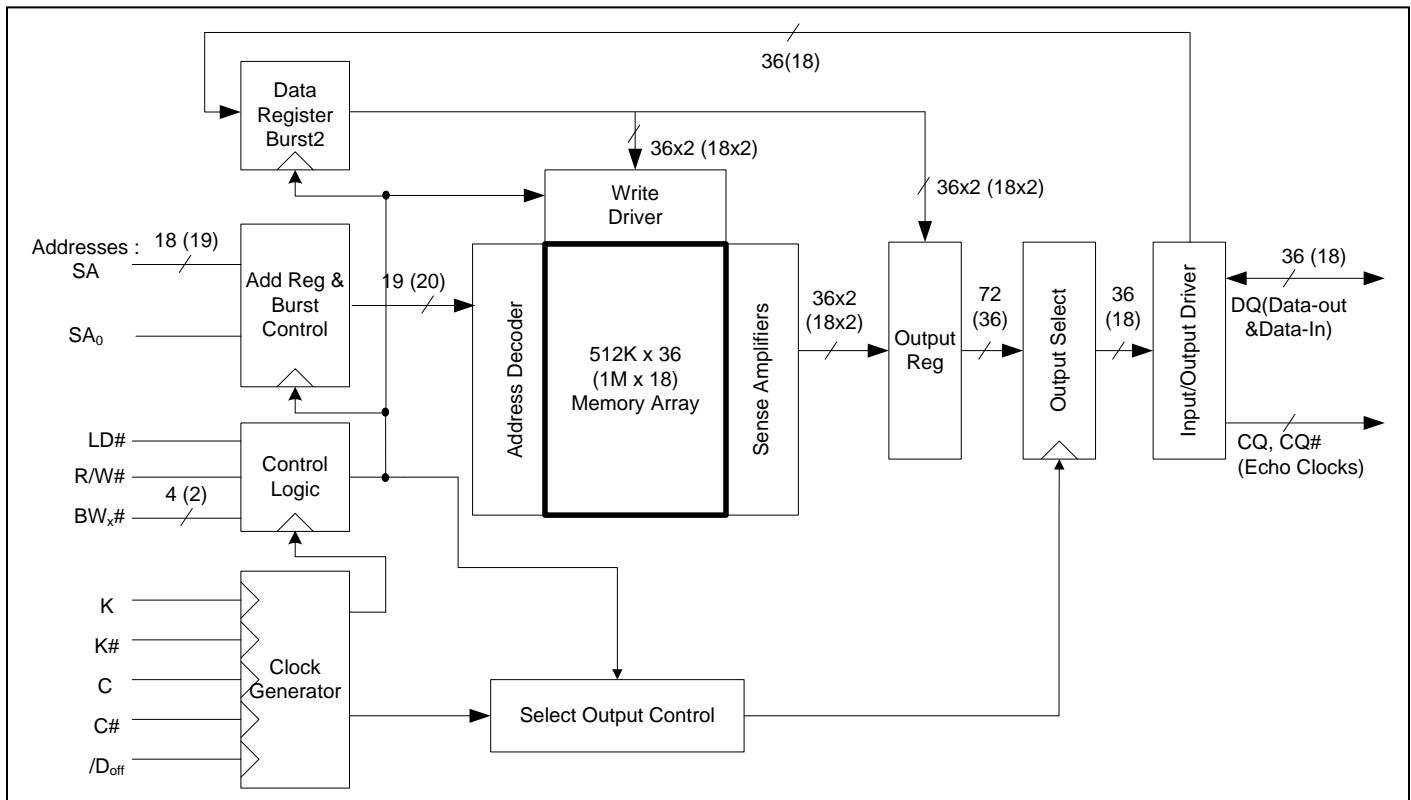 36(18)
Data
Register
Burst2
36x2 (18x2)
36x2 (18x2)
Write
Driver
Addresses :
SA
18 (19)
SA₀
Add Reg &
Burst
Control
19 (20)
Address Decoder
512K x 36
(1M x 18)
Memory Array
Sense Amplifiers
36x2
(18x2)
Output
Reg
72
(36)
Output Select
36
(18)
Input/Output Driver
36 (18)
DQ(Data-out
&Data-In)
CQ, CQ#
(Echo Clocks)
LD#
R/W#
BWₓ#
4 (2)
Control
Logic
K
K#
C
C#
/Doff
Clock
Generator
Select Output Control